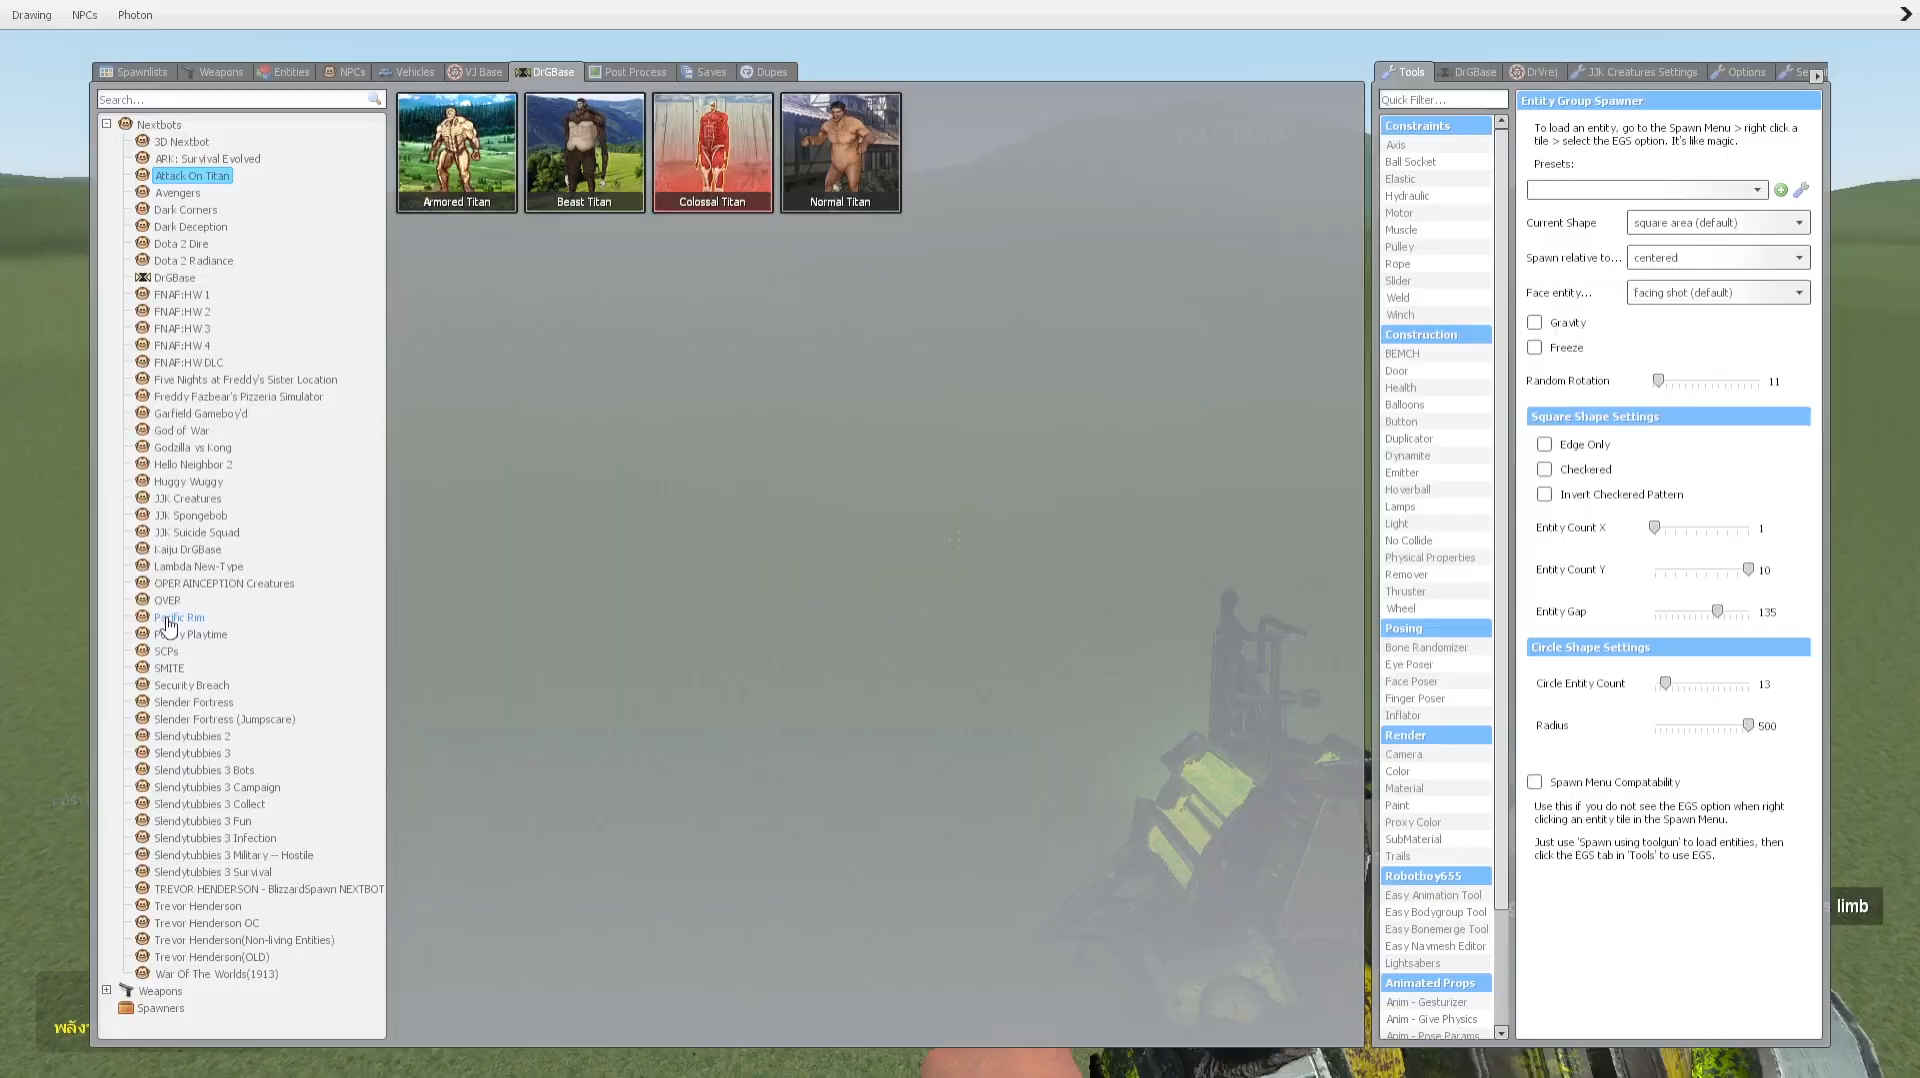 Drawing NPCs Photon
Spawnlists Weapons Entities NPCs Vehicles VJ Base DrGBase Post Process Saves Dupes
Search...
Nextbots
3D Nextbot
ARK: Survival Evolved
Attack On Titan
Avengers
Dark Corners
Dark Deception
Dota 2 Dire
Dota 2 Radiance
DrGBase
FNAF:HW 1
FNAF:HW 2
FNAF:HW 3
FNAF:HW 4
FNAF:HW DLC
Five Nights at Freddy's Sister Location
Freddy Fazbear's Pizzeria Simulator
Garfield Gameboy'd
God of War
Godzilla vs Kong
Hello Neighbor 2
Huggy Wuggy
JJK Creatures
JJK Spongebob
JJK Suicide Squad
Kaiju DrGBase
Lambda New-Type
OPERAINCEPTION Creatures
OVER
Pacific Rim
Playtime
SCPs
SMITE
Security Breach
Slender Fortress
Slender Fortress (Jumpscare)
Slendytubbies 2
Slendytubbies 3
Slendytubbies 3 Bots
Slendytubbies 3 Campaign
Slendytubbies 3 Collect
Slendytubbies 3 Fun
Slendytubbies 3 Infection
Slendytubbies 3 Military -- Hostile
Slendytubbies 3 Survival
TREVOR HENDERSON - BlizzardSpawn NEXTBOT
Trevor Henderson
Trevor Henderson OC
Trevor Henderson(Non-living Entities)
Trevor Henderson(OLD)
War Of The Worlds(1913)
Weapons
Spawners
Armored Titan Beast Titan Colossal Titan Normal Titan
Tools DrGBase DrVrej JJK Creatures Settings Options
Quick Filter...
Constraints
Axis
Ball Socket
Elastic
Hydraulic
Motor
Muscle
Pulley
Rope
Slider
Weld
Winch
Construction
BEMCH
Door
Health
Balloons
Button
Duplicator
Dynamite
Emitter
Hoverball
Lamps
Light
No Collide
Physical Properties
Remover
Thruster
Wheel
Posing
Bone Randomizer
Eye Poser
Face Poser
Finger Poser
Inflator
Render
Camera
Color
Material
Paint
Proxy Color
SubMaterial
Trails
Robotboy655
Easy Animation Tool
Easy Bodygroup Tool
Easy Bonemerge Tool
Easy Navmesh Editor
Lightsabers
Animated Props
Anim - Gesturizer
Anim - Give Physics
Anim - Pose Params
Entity Group Spawner
To load an entity, go to the Spawn Menu > right click a
tile > select the EGS option. It's like magic.
Presets:
Current Shape square area (default)
Spawn relative to... centered
Face entity... facing shot (default)
Gravity
Freeze
Random Rotation 11
Square Shape Settings
Edge Only
Checkered
Invert Checkered Pattern
Entity Count X 1
Entity Count Y 10
Entity Gap 135
Circle Shape Settings
Circle Entity Count 13
Radius 500
Spawn Menu Compatability
Use this if you do not see the EGS option when right
clicking an entity tile in the Spawn Menu.
Just use 'Spawn using toolgun' to load entities, then
click the EGS tab in 'Tools' to use EGS.
limb